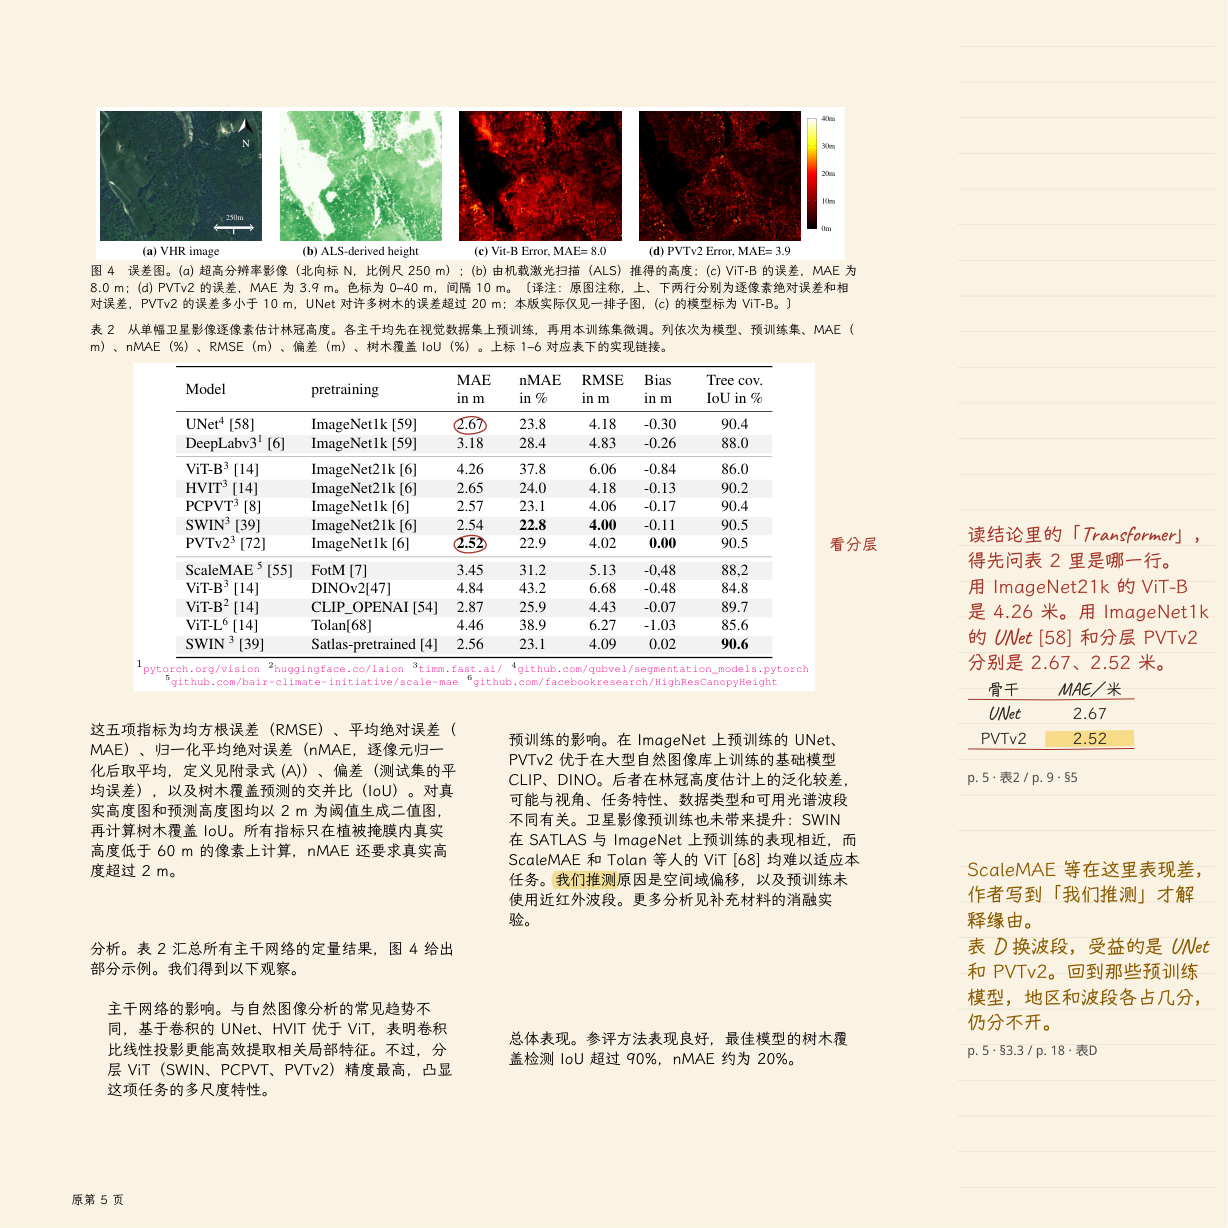 N
250m
40m
30m
20m
10m
0m
(a) VHR image
(b) ALS-derived height
(c) Vit-B Error, MAE= 8.0
(d) PVTv2 Error, MAE= 3.9
图 4 误差图。(a) 超高分辨率影像（北向标 N，比例尺 250 m）；(b) 由机载激光扫描（ALS）推得的高度；(c) ViT-B 的误差，MAE 为
8.0 m；(d) PVTv2 的误差，MAE 为 3.9 m。色标为 0–40 m，间隔 10 m。〔译注：原图注称，上、下两行分别为逐像素绝对误差和相
对误差，PVTv2 的误差多小于 10 m，UNet 对许多树木的误差超过 20 m；本版实际仅见一排子图，(c) 的模型标为 ViT-B。〕
表 2 从单幅卫星影像逐像素估计林冠高度。各主干均先在视觉数据集上预训练，再用本训练集微调。列依次为模型、预训练集、MAE（
m）、nMAE（%）、RMSE（m）、偏差（m）、树木覆盖 IoU（%）。上标 1–6 对应表下的实现链接。
Model pretraining MAE in m nMAE in % RMSE in m Bias in m Tree cov. IoU in %
UNet4 [58] ImageNet1k [59] 2.67 23.8 4.18 -0.30 90.4
DeepLabv31 [6] ImageNet1k [59] 3.18 28.4 4.83 -0.26 88.0
ViT-B3 [14] ImageNet21k [6] 4.26 37.8 6.06 -0.84 86.0
HVIT3 [14] ImageNet21k [6] 2.65 24.0 4.18 -0.13 90.2
PCPVT3 [8] ImageNet1k [6] 2.57 23.1 4.06 -0.17 90.4
SWIN3 [39] ImageNet21k [6] 2.54 22.8 4.00 -0.11 90.5
PVTv23 [72] ImageNet1k [6] 2.52 22.9 4.02 0.00 90.5
ScaleMAE 5 [55] FotM [7] 3.45 31.2 5.13 -0,48 88,2
ViT-B3 [14] DINOv2[47] 4.84 43.2 6.68 -0.48 84.8
ViT-B2 [14] CLIP_OPENAI [54] 2.87 25.9 4.43 -0.07 89.7
ViT-L6 [14] Tolan[68] 4.46 38.9 6.27 -1.03 85.6
SWIN 3 [39] Satlas-pretrained [4] 2.56 23.1 4.09 0.02 90.6
1pytorch.org/vision 2huggingface.co/laion 3timm.fast.ai/ 4github.com/qubvel/segmentation_models.pytorch
5github.com/bair-climate-initiative/scale-mae 6github.com/facebookresearch/HighResCanopyHeight
看分层
这五项指标为均方根误差（RMSE）、平均绝对误差（
MAE）、归一化平均绝对误差（nMAE，逐像元归一
化后取平均，定义见附录式 (A)）、偏差（测试集的平
均误差），以及树木覆盖预测的交并比（IoU）。对真
实高度图和预测高度图均以 2 m 为阈值生成二值图，
再计算树木覆盖 IoU。所有指标只在植被掩膜内真实
高度低于 60 m 的像素上计算，nMAE 还要求真实高
度超过 2 m。
分析。表 2 汇总所有主干网络的定量结果，图 4 给出
部分示例。我们得到以下观察。
主干网络的影响。与自然图像分析的常见趋势不
同，基于卷积的 UNet、HVIT 优于 ViT，表明卷积
比线性投影更能高效提取相关局部特征。不过，分
层 ViT（SWIN、PCPVT、PVTv2）精度最高，凸显
这项任务的多尺度特性。
预训练的影响。在 ImageNet 上预训练的 UNet、
PVTv2 优于在大型自然图像库上训练的基础模型
CLIP、DINO。后者在林冠高度估计上的泛化较差，
可能与视角、任务特性、数据类型和可用光谱波段
不同有关。卫星影像预训练也未带来提升：SWIN
在 SATLAS 与 ImageNet 上预训练的表现相近，而
ScaleMAE 和 Tolan 等人的 ViT [68] 均难以适应本
任务。我们推测原因是空间域偏移，以及预训练未
使用近红外波段。更多分析见补充材料的消融实
验。
总体表现。参评方法表现良好，最佳模型的树木覆
盖检测 IoU 超过 90%，nMAE 约为 20%。
读结论里的「Transformer」，
得先问表 2 里是哪一行。
用 ImageNet21k 的 ViT-B
是 4.26 米。用 ImageNet1k
的 UNet [58] 和分层 PVTv2
分别是 2.67、2.52 米。
骨干 MAE/米
UNet 2.67
PVTv2 2.52
p. 5 · 表2 / p. 9 · §5
ScaleMAE 等在这里表现差，
作者写到「我们推测」才解
释缘由。
表 D 换波段，受益的是 UNet
和 PVTv2。回到那些预训练
模型，地区和波段各占几分，
仍分不开。
p. 5 · §3.3 / p. 18 · 表D
原第 5 页